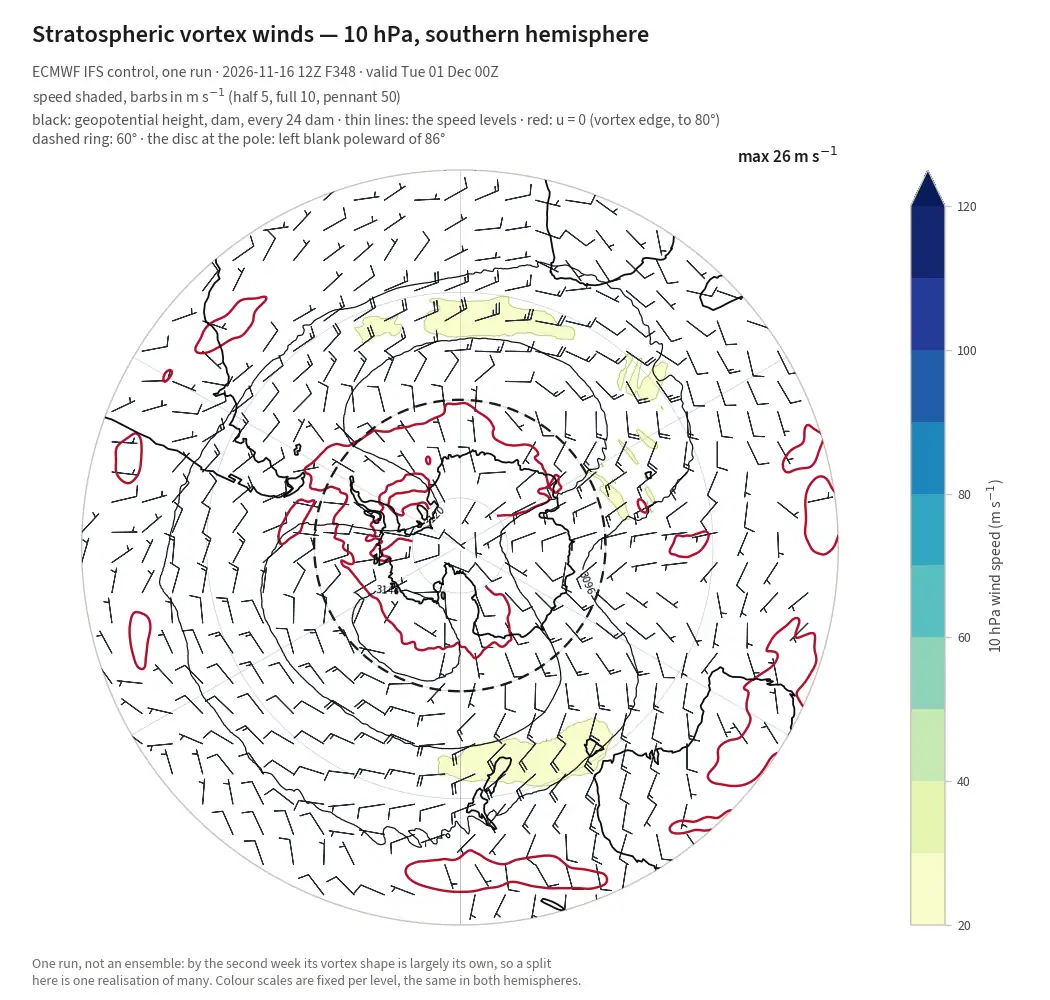 Stratospheric vortex winds — 10 hPa, southern hemisphere
ECMWF IFS control, one run · 2026-11-16 12Z F348 · valid Tue 01 Dec 00Z
speed shaded, barbs in m s⁻¹ (half 5, full 10, pennant 50)
black: geopotential height, dam, every 24 dam · thin lines: the speed levels · red: u = 0 (vortex edge, to 80°)
dashed ring: 60° · the disc at the pole: left blank poleward of 86°
max 26 m s⁻¹
120
100
80
60
40
20
10 hPa wind speed (m s⁻¹)
3096
One run, not an ensemble: by the second week its vortex shape is largely its own, so a split
here is one realisation of many. Colour scales are fixed per level, the same in both hemispheres.